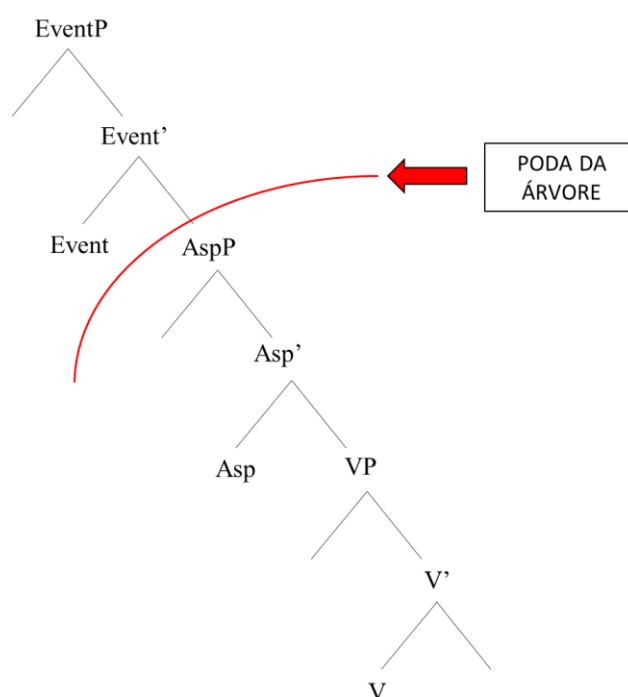 EventP
Event’
PODA DA
ÁRVORE
Event
AspP
Asp’
Asp
VP
V’
V